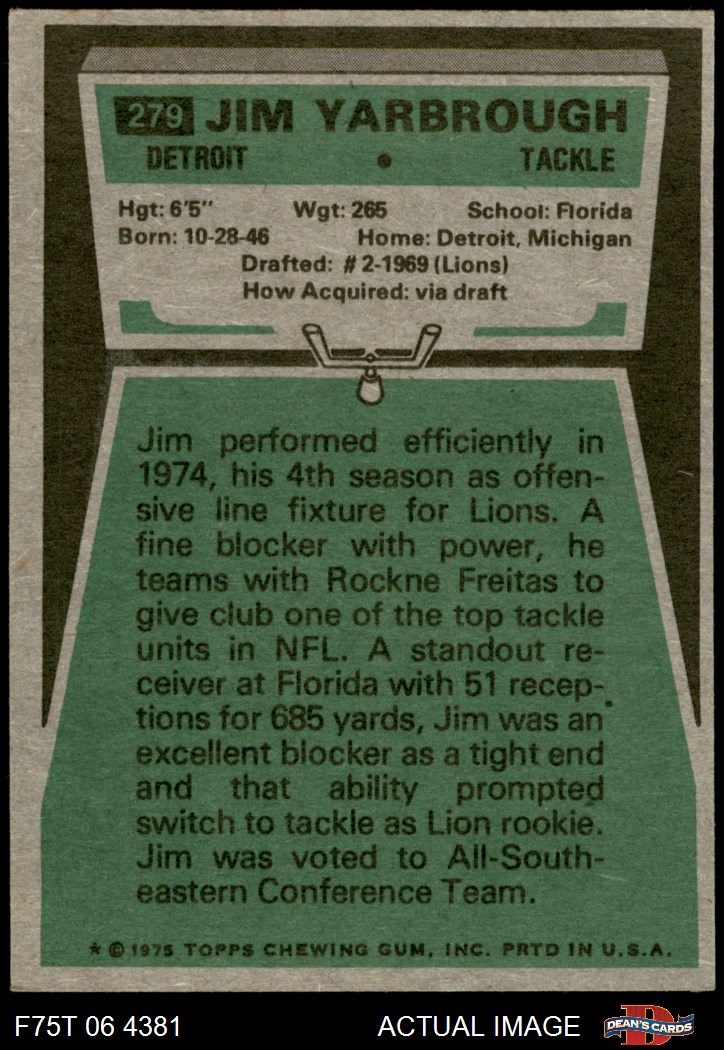 279 JIM YARBROUGH
DETROIT • TACKLE
Hgt: 6'5" Wgt: 265 School: Florida
Born: 10-28-46 Home: Detroit, Michigan
Drafted: # 2-1969 (Lions)
How Acquired: via draft
Jim performed efficiently in
1974, his 4th season as offen-
sive line fixture for Lions. A
fine blocker with power, he
teams with Rockne Freitas to
give club one of the top tackle
units in NFL. A standout re-
ceiver at Florida with 51 recep-
tions for 685 yards, Jim was an
excellent blocker as a tight end
and that ability prompted
switch to tackle as Lion rookie.
Jim was voted to All-South-
eastern Conference Team.
* © 1975 TOPPS CHEWING GUM, INC. PRTD IN U.S.A.
F75T 06 4381 ACTUAL IMAGE D DEAN'S CARDS